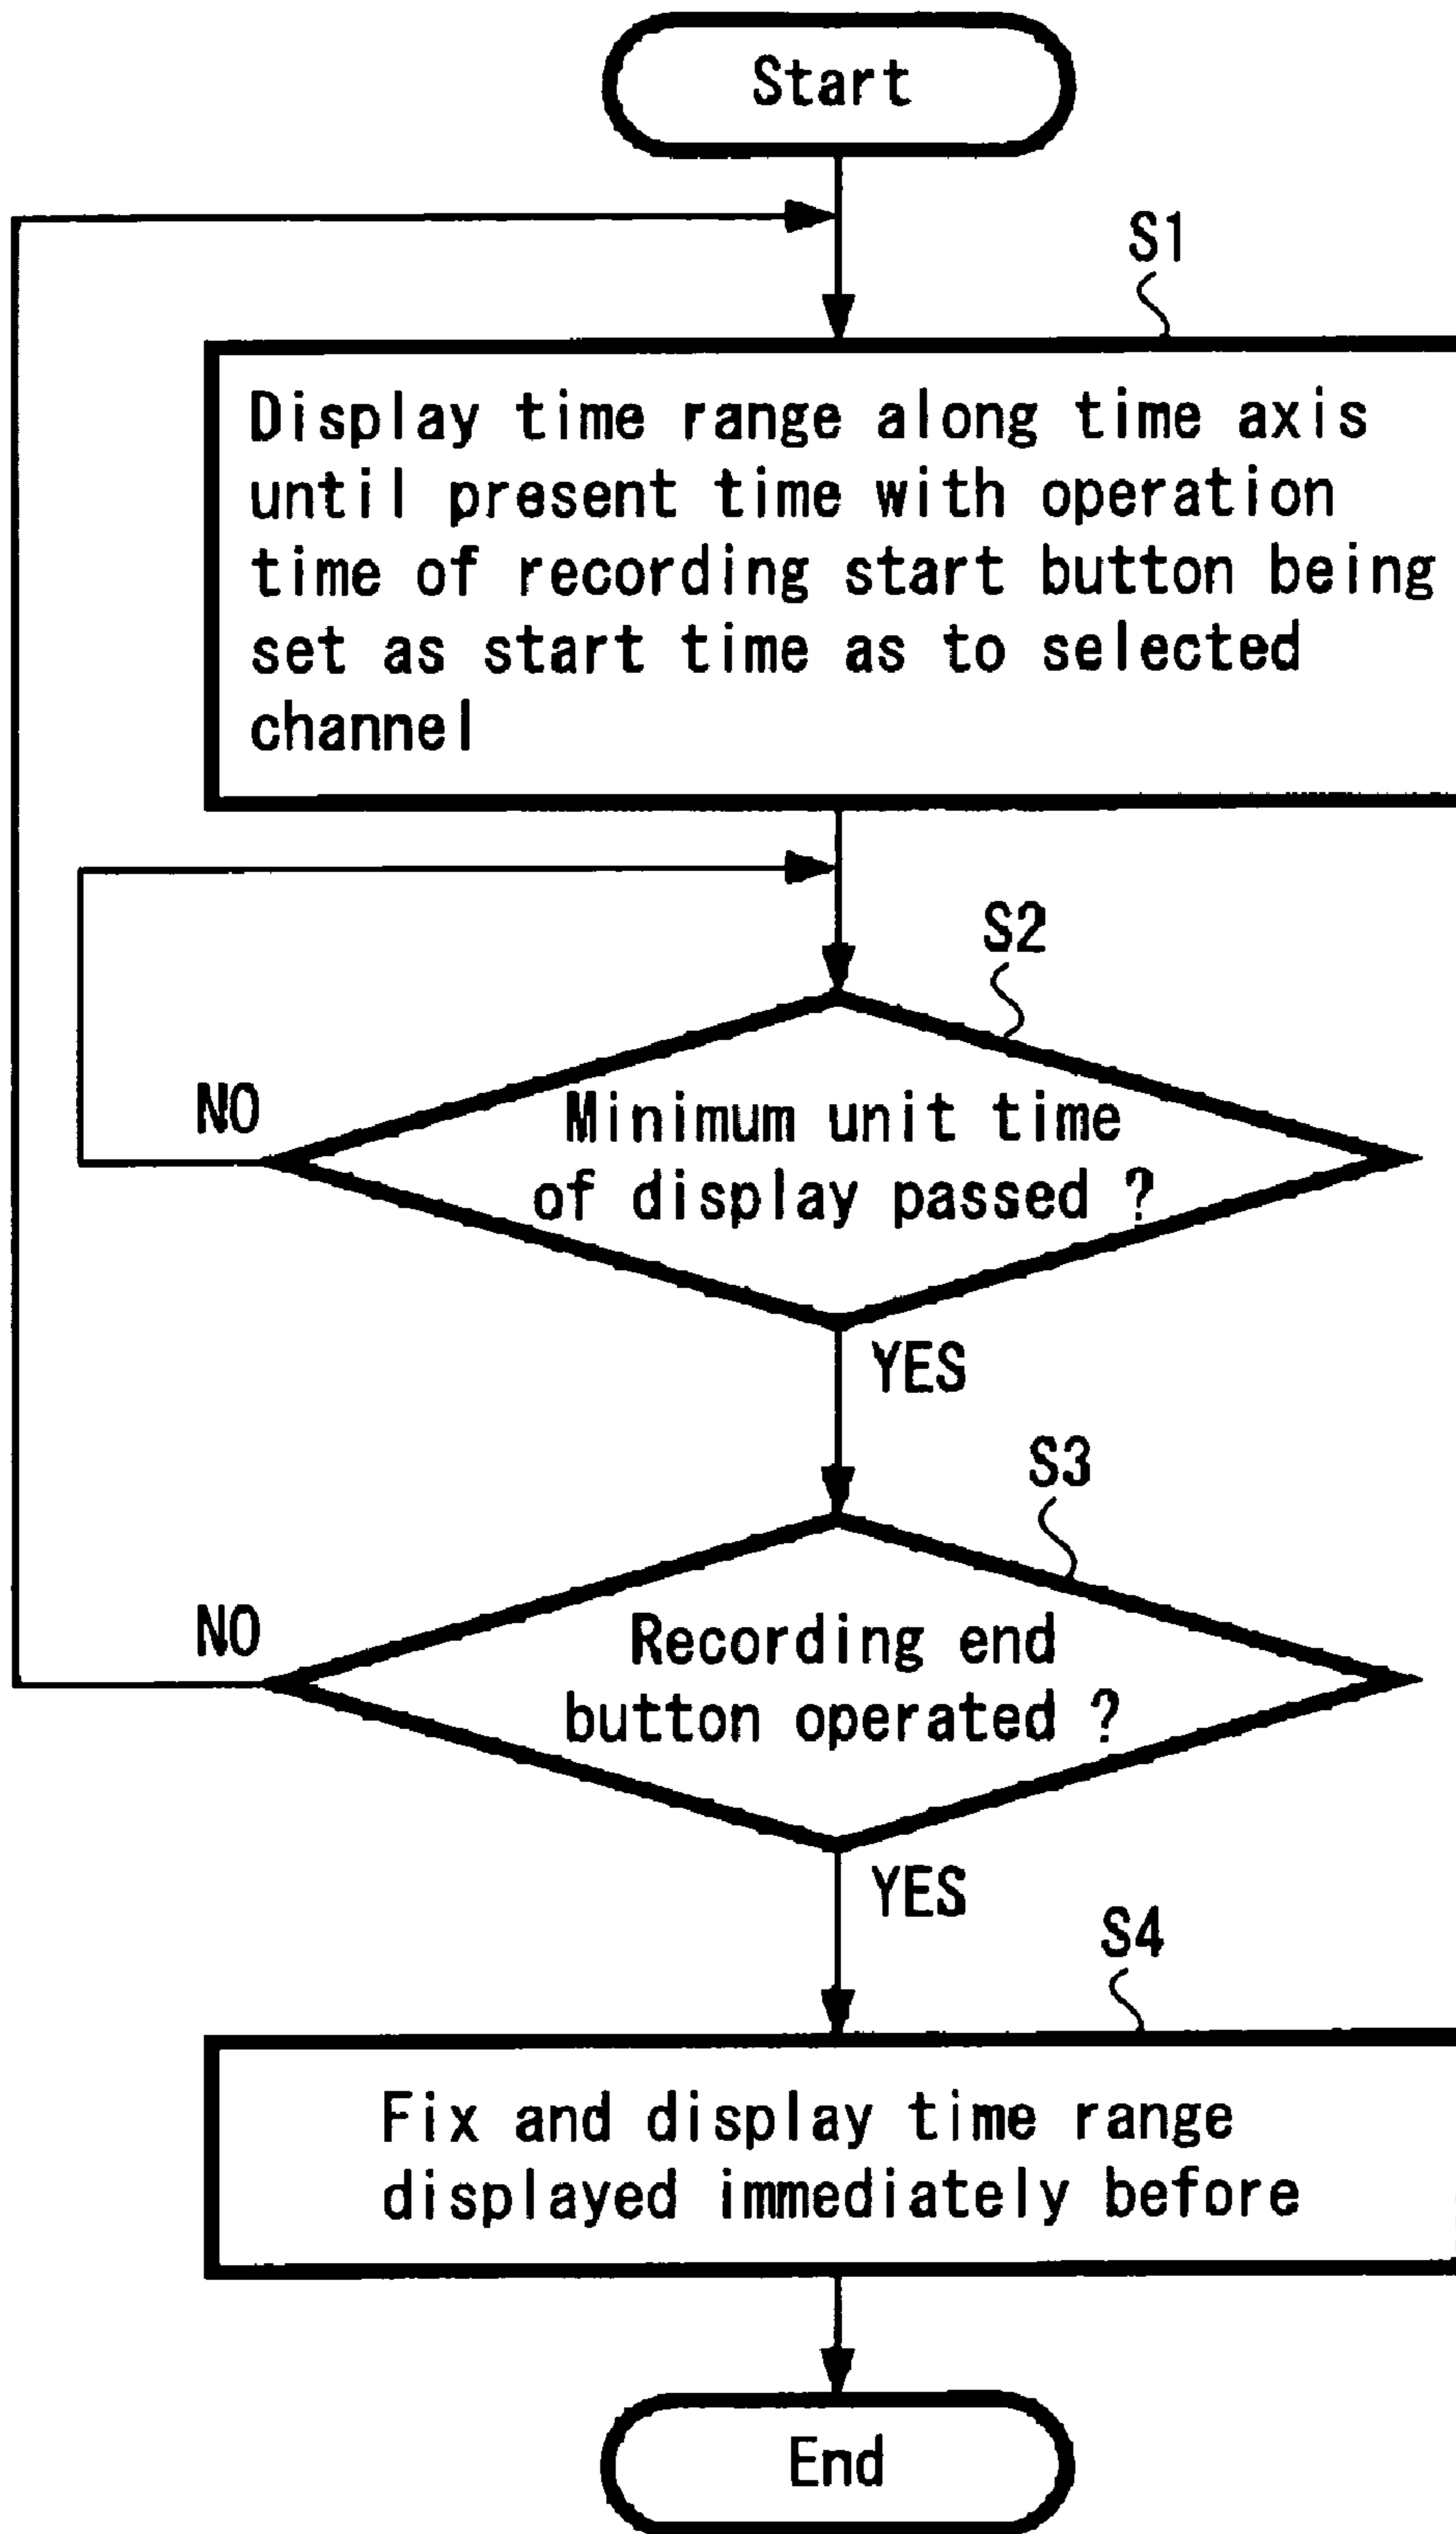 Start
S1
Display time range along time axis
until present time with operation
time of recording start button being
set as start time as to selected
channel
S2
NO
Minimum unit time
of display passed ?
YES
S3
NO
Recording end
button operated ?
YES
S4
Fix and display time range
displayed immediately before
End